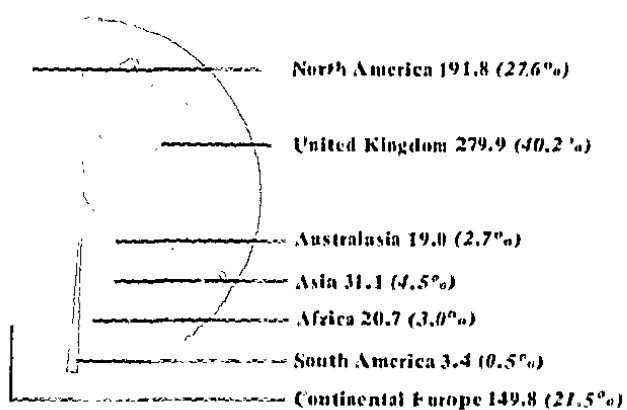 North America 191.8 (27.6%)
United Kingdom 279.9 (40.2%)
Australasia 19.0 (2.7%)
Asia 31.1 (4.5%)
Africa 20.7 (3.0%)
South America 3.4 (0.5%)
Continental Europe 149.8 (21.5%)